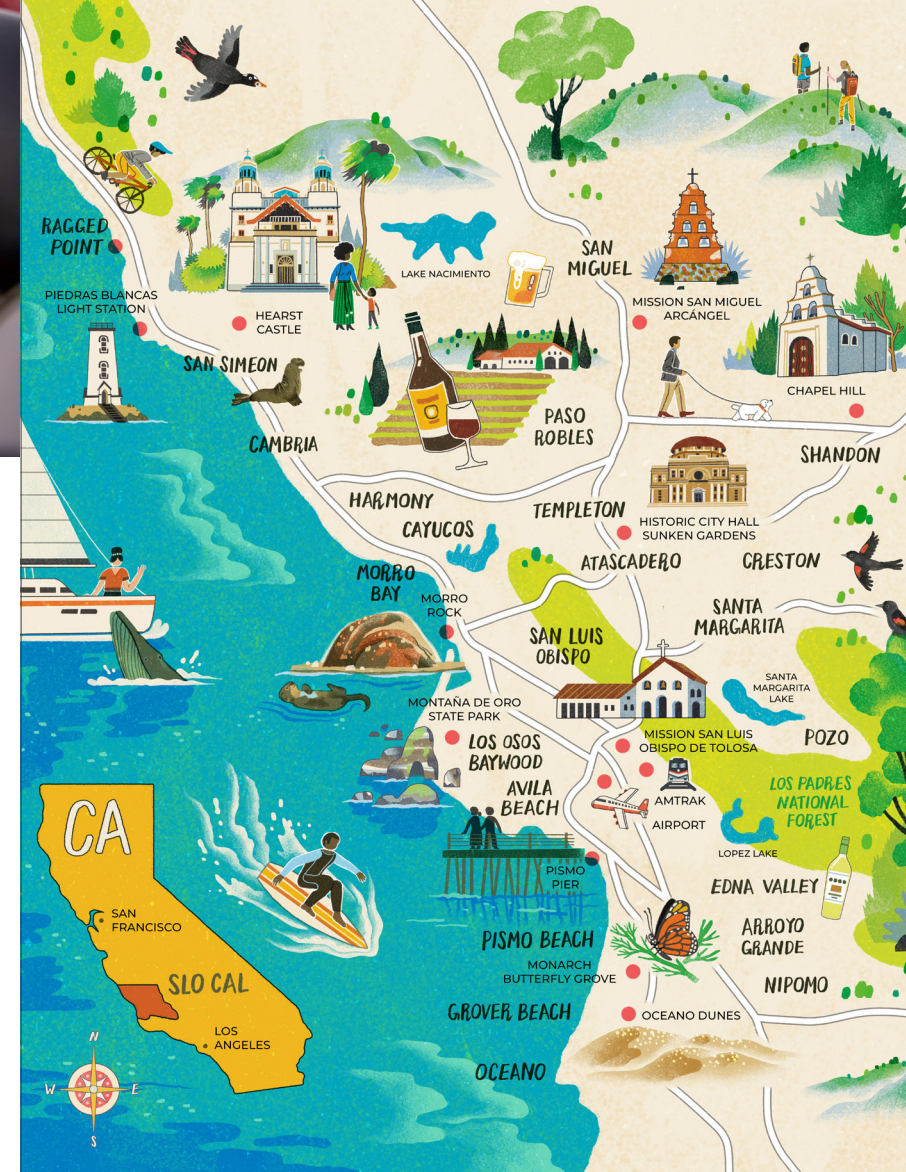 RAGGED
POINT
PIEDRAS BLANCAS
LIGHT STATION
HEARST
CASTLE
LAKE NACIMIENTO
SAN
MIGUEL
MISSION SAN MIGUEL
ARCÁNGEL
CHAPEL HILL
SAN SIMEON
CAMBRIA
PASO
ROBLES
SHANDON
HARMONY
CAYUCOS
TEMPLETON
HISTORIC CITY HALL
SUNKEN GARDENS
ATASCADERO
CRESTON
MORRO
BAY
MORRO
ROCK
SANTA
MARGARITA
SAN LUIS
OBISPO
SANTA
MARGARITA
LAKE
MONTAÑA DE ORO
STATE PARK
MISSION SAN LUIS
OBISPO DE TOLOSA
POZO
LOS OSOS
BAYWOOD
AVILA
BEACH
AMTRAK
AIRPORT
LOS PADRES
NATIONAL
FOREST
LOPEZ LAKE
PISMO
PIER
EDNA VALLEY
PISMO BEACH
ARROYO
GRANDE
MONARCH
BUTTERFLY GROVE
NIPOMO
GROVER BEACH
OCEANO DUNES
OCEANO
CA
SAN
FRANCISCO
SLO CAL
LOS
ANGELES
N
W E
S